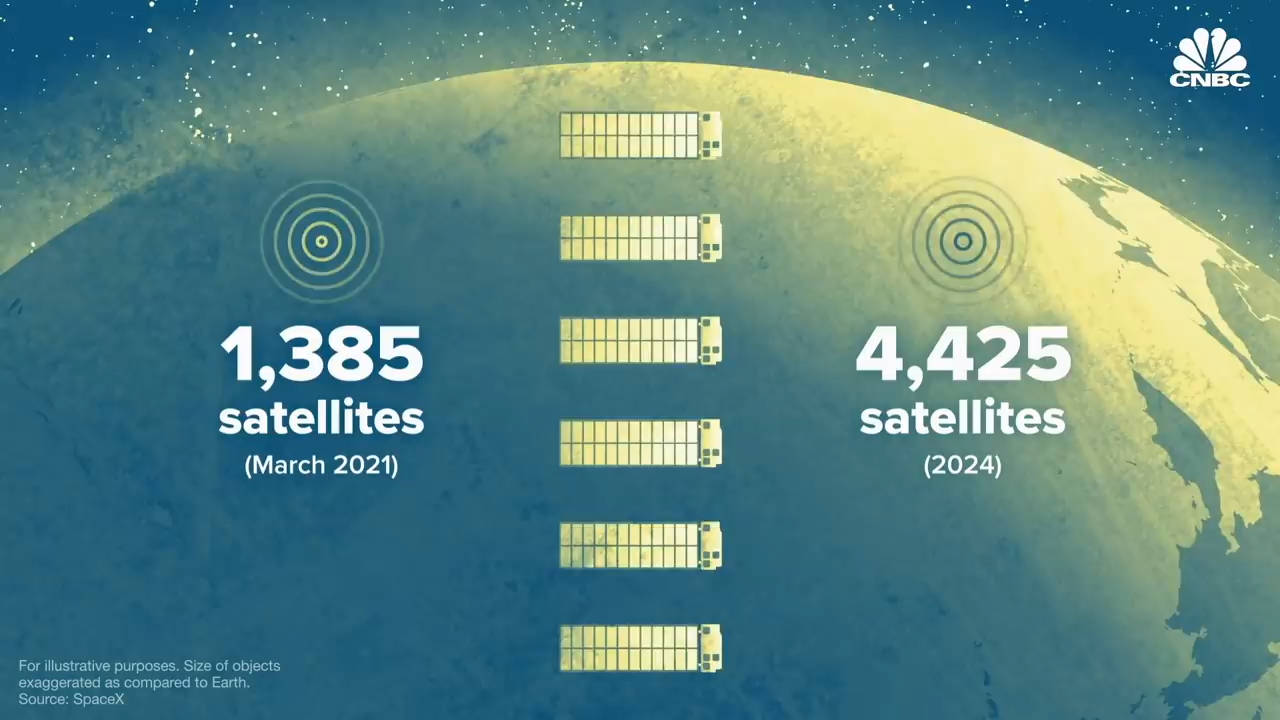 CNBC
1,385
satellites
(March 2021)
4,425
satellites
(2024)
For illustrative purposes. Size of objects
exaggerated as compared to Earth.
Source: SpaceX